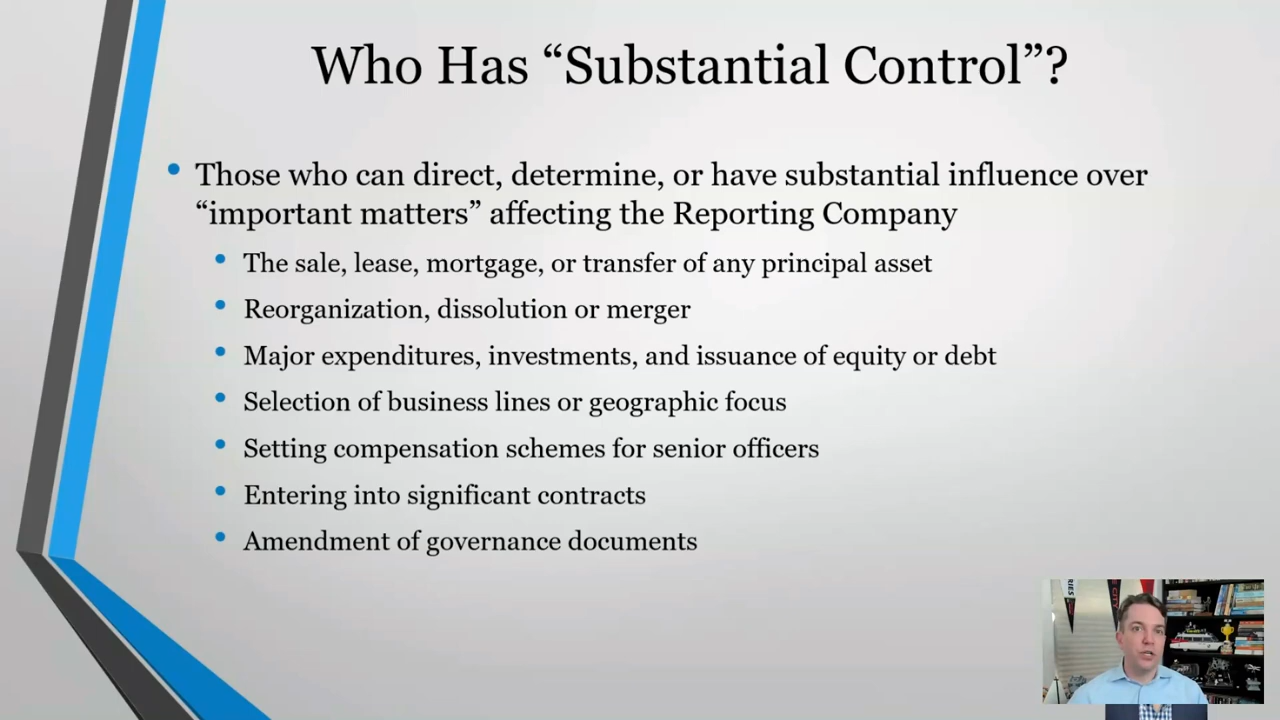 Who Has “Substantial Control”?
• Those who can direct, determine, or have substantial influence over
“important matters” affecting the Reporting Company
• The sale, lease, mortgage, or transfer of any principal asset
• Reorganization, dissolution or merger
• Major expenditures, investments, and issuance of equity or debt
• Selection of business lines or geographic focus
• Setting compensation schemes for senior officers
• Entering into significant contracts
• Amendment of governance documents